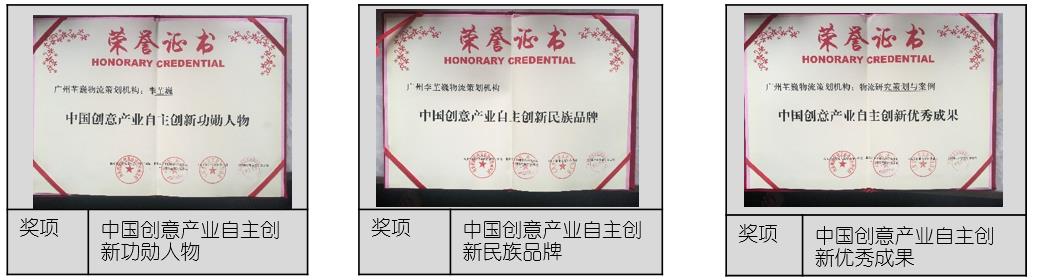 荣誉证书
HONORARY CREDENTIAL
广州芏巍物流策划机构：李芏巍
中国创意产业自主创新功勋人物
奖项
中国创意产业自主创
新功勋人物
荣誉证书
HONORARY CREDENTIAL
广州李芏巍物流策划机构
中国创意产业自主创新民族品牌
奖项
中国创意产业自主创
新民族品牌
荣誉证书
HONORARY CREDENTIAL
广州芏巍物流策划机构：物流研究策划与案例
中国创意产业自主创新优秀成果
奖项
中国创意产业自主创
新优秀成果